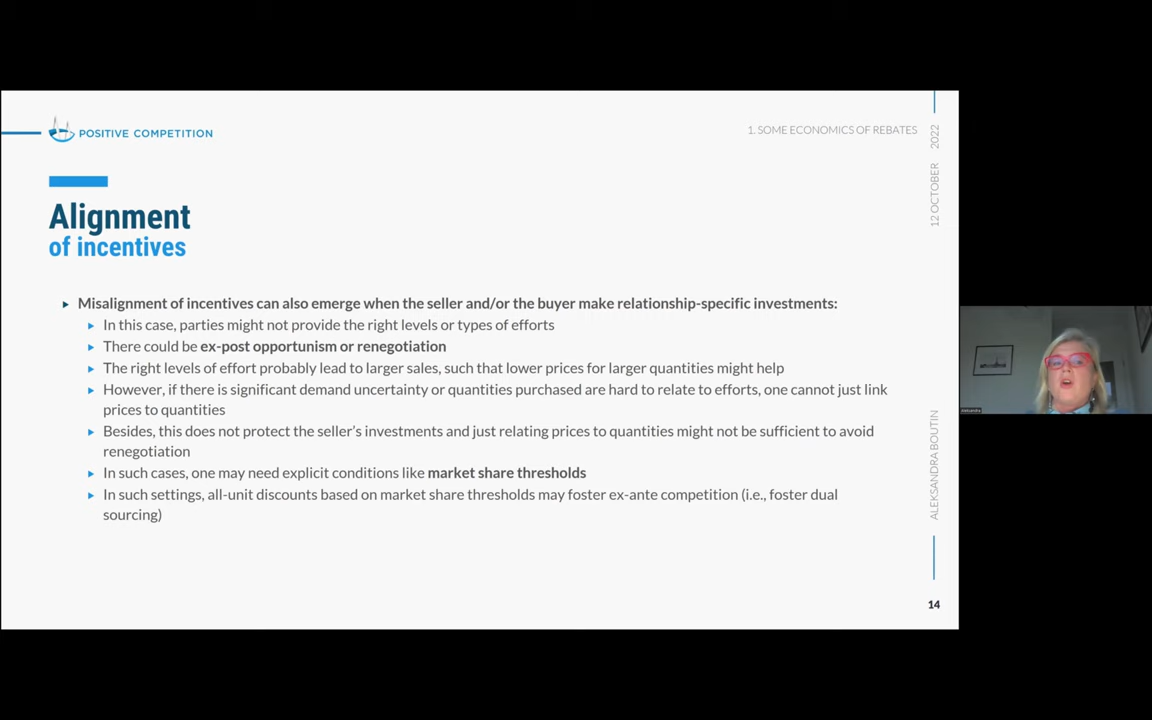 POSITIVE COMPETITION
1. SOME ECONOMICS OF REBATES
12 OCTOBER 2022
Alignment
of incentives
Misalignment of incentives can also emerge when the seller and/or the buyer make relationship-specific investments:
In this case, parties might not provide the right levels or types of efforts
There could be ex-post opportunism or renegotiation
The right levels of effort probably lead to larger sales, such that lower prices for larger quantities might help
However, if there is significant demand uncertainty or quantities purchased are hard to relate to efforts, one cannot just link
prices to quantities
Besides, this does not protect the seller's investments and just relating prices to quantities might not be sufficient to avoid
renegotiation
In such cases, one may need explicit conditions like market share thresholds
In such settings, all-unit discounts based on market share thresholds may foster ex-ante competition (i.e., foster dual
sourcing)
ALEKSANDRA BOUTIN
14
Aleksandra